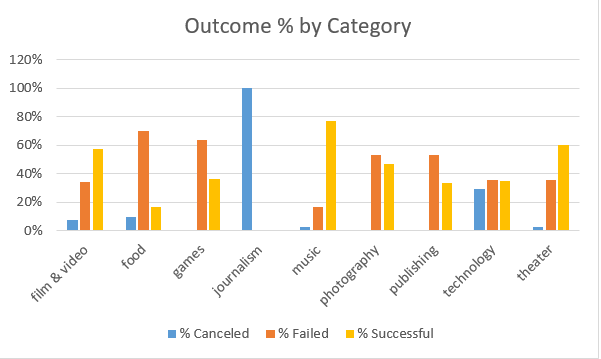 Outcome % by Category
120%
100%
80%
60%
40%
20%
0%
film & video
food
games
journalism
music
photography
publishing
technology
theater
% Canceled % Failed % Successful